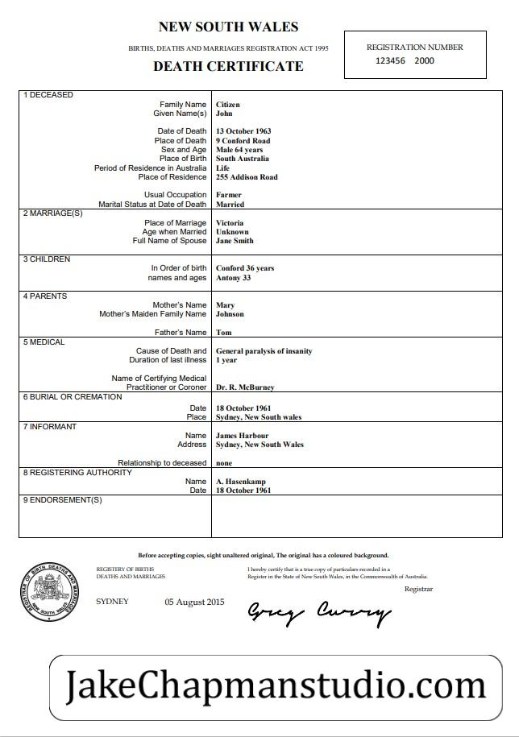 NEW SOUTH WALES
BIRTHS, DEATHS AND MARRIAGES REGISTRATION ACT 1995
DEATH CERTIFICATE
REGISTRATION NUMBER
123456 2000
1 DECEASED
Family Name Citizen
Given Name(s) John
Date of Death 13 October 1963
Place of Death 9 Conford Road
Sex and Age Male 64 years
Place of Birth South Australia
Period of Residence in Australia Life
Place of Residence 255 Addison Road
Usual Occupation Farmer
Marital Status at Date of Death Married
2 MARRIAGE(S)
Place of Marriage Victoria
Age when Married Unknown
Full Name of Spouse Jane Smith
3 CHILDREN
In Order of birth Conford 36 years
names and ages Antony 33
4 PARENTS
Mother's Name Mary
Mother's Maiden Family Name Johnson
Father's Name Tom
5 MEDICAL
Cause of Death and General paralysis of insanity
Duration of last illness 1 year
Name of Certifying Medical
Practitioner or Coroner Dr. R. McBurney
6 BURIAL OR CREMATION
Date 18 October 1961
Place Sydney, New South wales
7 INFORMANT
Name James Harbour
Address Sydney, New South Wales
Relationship to deceased none
8 REGISTERING AUTHORITY
Name A. Hasenkamp
Date 18 October 1961
9 ENDORSEMENT(S)
Before accepting copies, sight unaltered original, The original has a coloured background.
REGISTERY OF BIRTHS
DEATHS AND MARRIAGES
I hereby certify that is a true copy of particulars recorded in a
Register in the State of New South Wales, in the Commonwealth of Australia.
Registrar
SYDNEY 05 August 2015
Greg Curry
REGISTRAR OF BIRTHS DEATHS AND MARRIAGES
NEW SOUTH WALES
JakeChapmanstudio.com